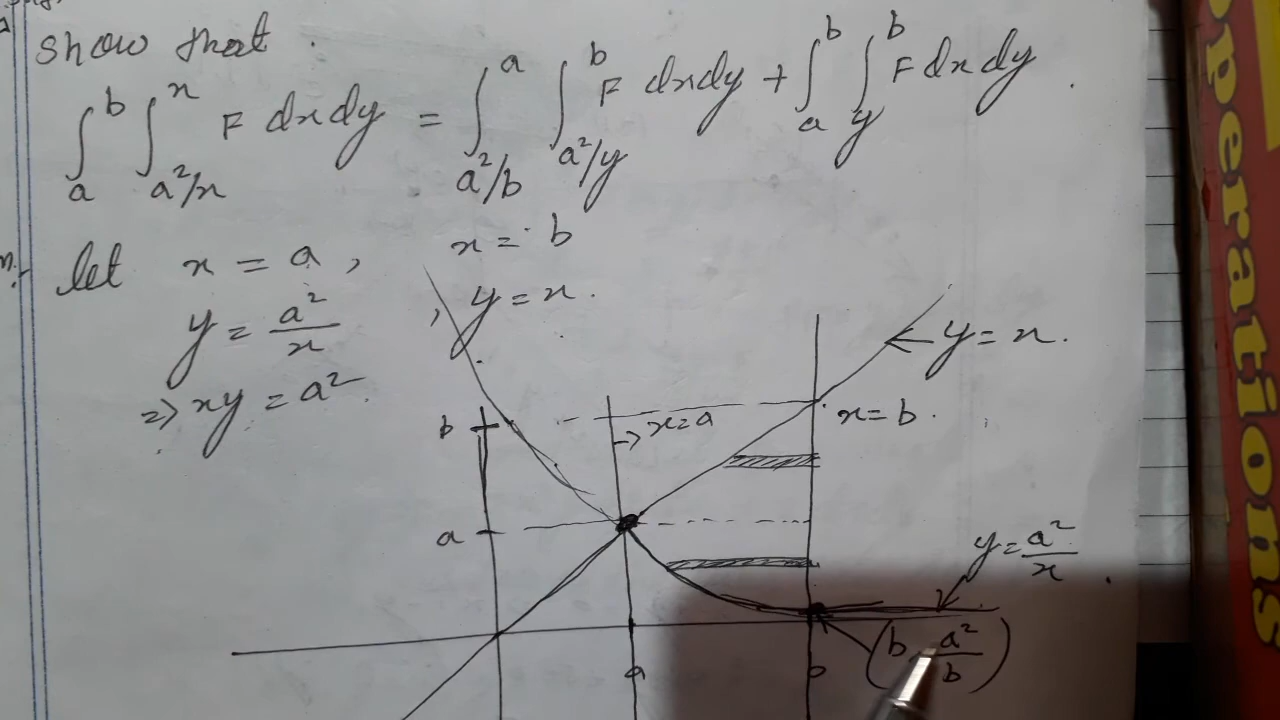 show that .
∫_a^b ∫_{a²/x}^x F dx dy = ∫_{a²/b}^a ∫_{a²/y}^b F dx dy + ∫_a^b ∫_y^b F dx dy .
let x = a , x = b
y = a²/x , y = x .
=> xy = a²
y = x .
b
x = a
x = b .
a
y = a²/x
(b a²/b)
a
b
perations